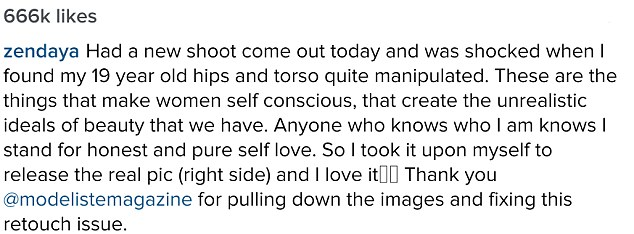 666k likes
zendaya Had a new shoot come out today and was shocked when I
found my 19 year old hips and torso quite manipulated. These are the
things that make women self conscious, that create the unrealistic
ideals of beauty that we have. Anyone who knows who I am knows I
stand for honest and pure self love. So I took it upon myself to
release the real pic (right side) and I love it▯▯ Thank you
@modelistemagazine for pulling down the images and fixing this
retouch issue.